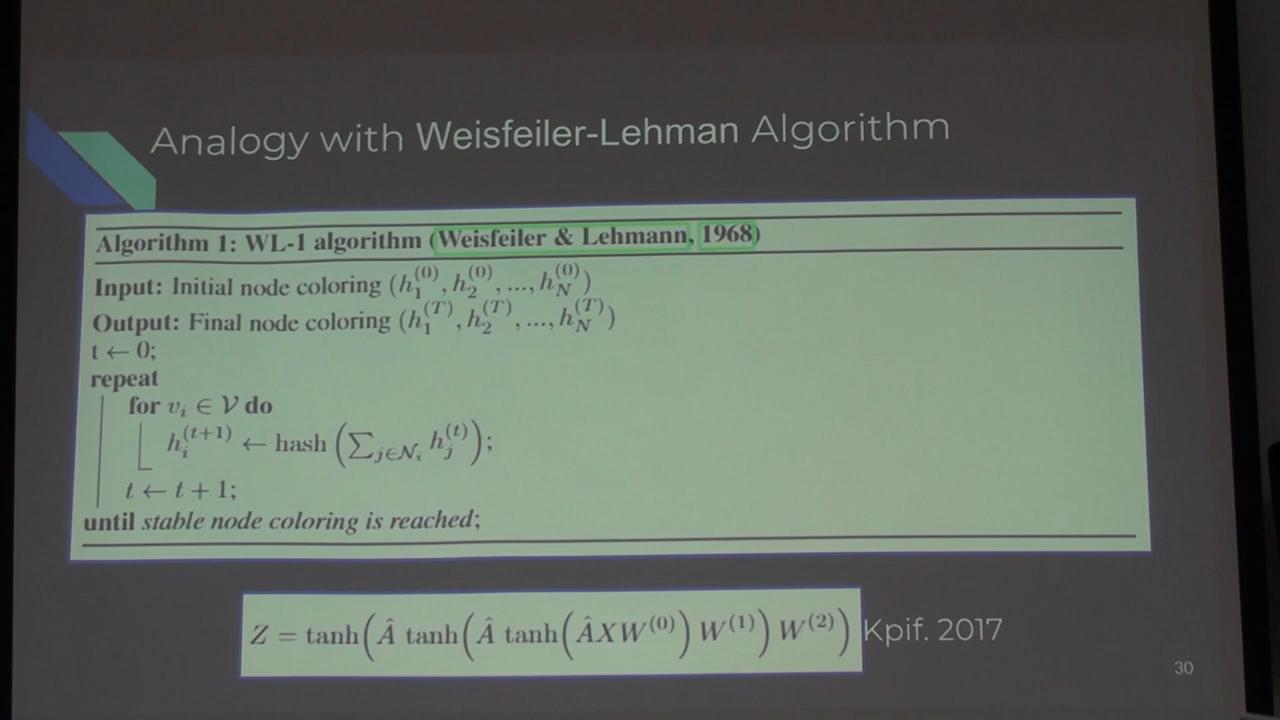 Analogy with Weisfeiler-Lehman Algorithm
Algorithm 1: WL-1 algorithm (Weisfeiler & Lehmann, 1968)
Input: Initial node coloring (h_1^{(0)}, h_2^{(0)}, ..., h_N^{(0)})
Output: Final node coloring (h_1^{(T)}, h_2^{(T)}, ..., h_N^{(T)})
t ← 0;
repeat
for v_i ∈ 𝒱 do
h_i^{(t+1)} ← hash (∑_{j∈𝒩_i} h_j^{(t)});
t ← t + 1;
until stable node coloring is reached;
Z = tanh(Â tanh(Â tanh(ÂXW^{(0)}) W^{(1)}) W^{(2)}) Kpif. 2017
30